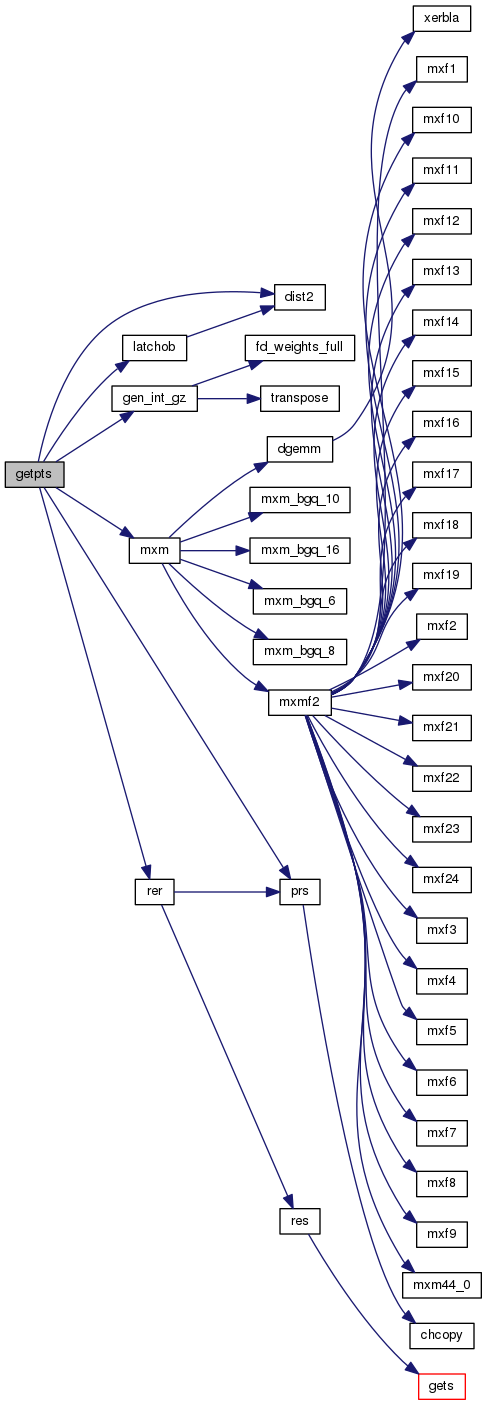 xerbla
mxf1
mxf10
mxf11
mxf12
mxf13
dist2
mxf14
latchob
fd_weights_full
mxf15
gen_int_gz
transpose
mxf16
dgemm
getpts
mxf17
mxm_bgq_10
mxf18
mxm
mxm_bgq_16
mxf19
mxm_bgq_6
mxf2
mxm_bgq_8
mxf20
mxmf2
mxf21
mxf22
mxf23
mxf24
rer
prs
mxf3
mxf4
mxf5
mxf6
mxf7
mxf8
res
mxf9
mxm44_0
chcopy
gets